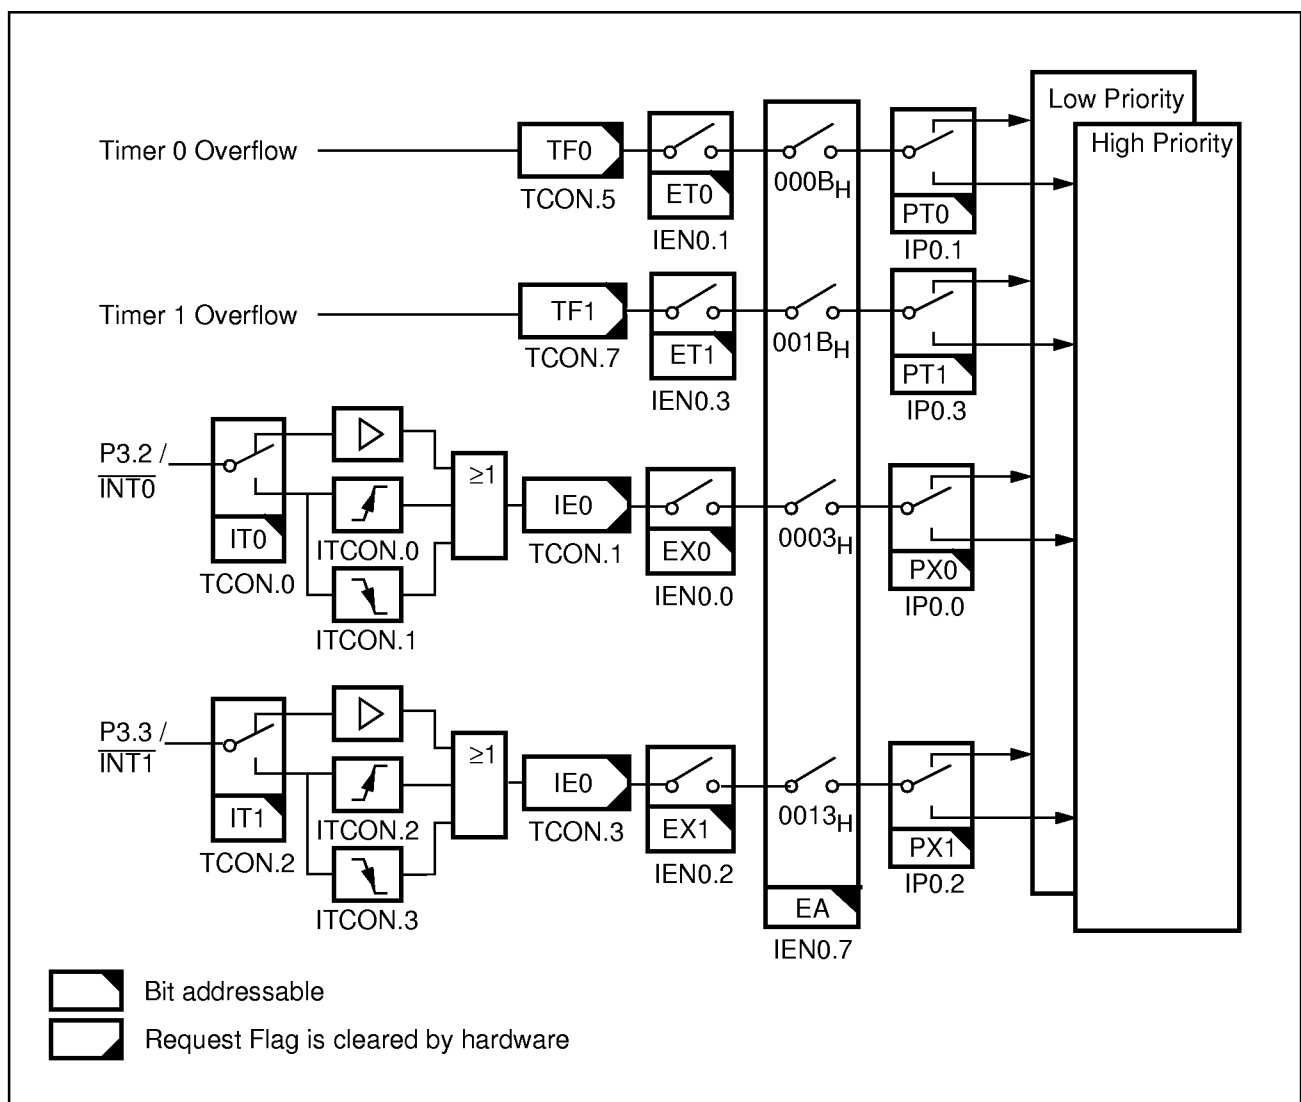 Low Priority
High Priority
Timer 0 Overflow
TF0
TCON.5
ET0
IEN0.1
000BH
PT0
IP0.1
Timer 1 Overflow
TF1
TCON.7
ET1
IEN0.3
001BH
PT1
IP0.3
P3.2 /
INT0
IT0
TCON.0
ITCON.0
ITCON.1
≥1
IE0
TCON.1
EX0
IEN0.0
0003H
PX0
IP0.0
P3.3 /
INT1
IT1
TCON.2
ITCON.2
ITCON.3
≥1
IE0
TCON.3
EX1
IEN0.2
0013H
PX1
IP0.2
EA
IEN0.7
Bit addressable
Request Flag is cleared by hardware